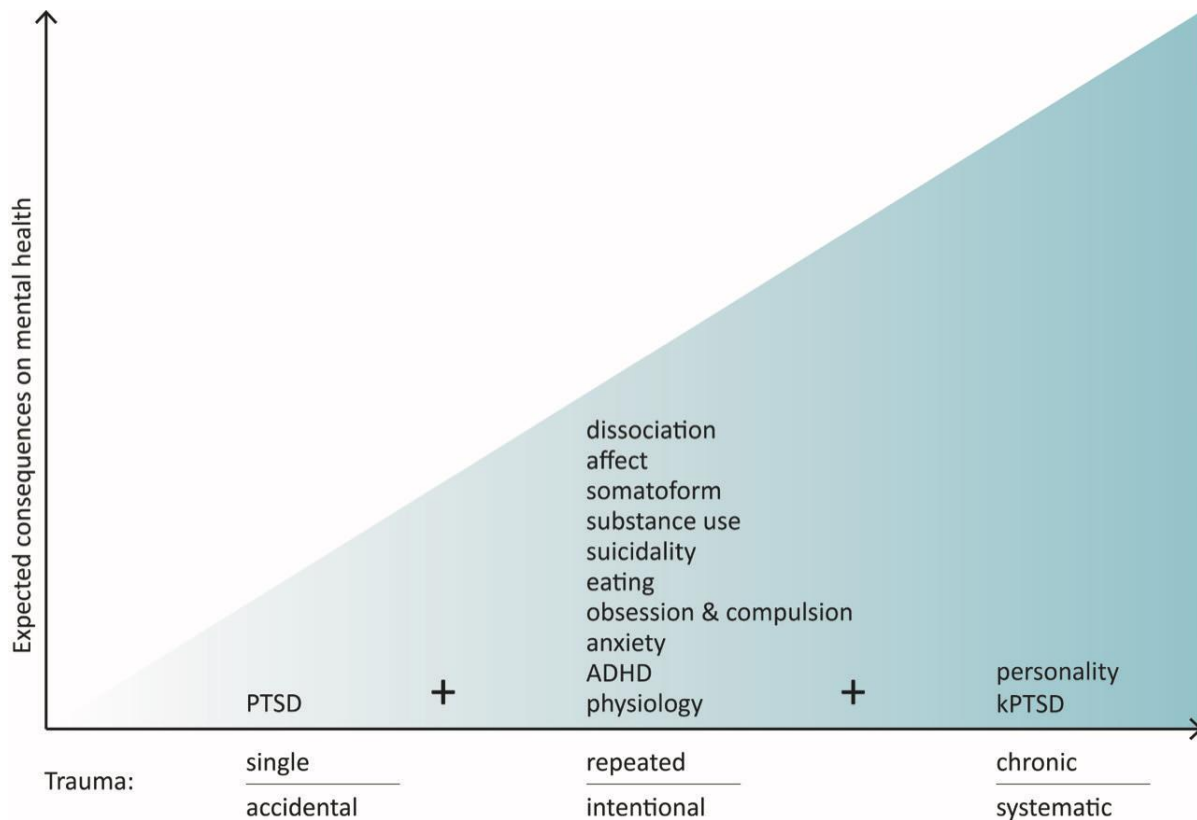 Expected consequences on mental health
dissociation
affect
somatoform
substance use
suicidality
eating
obsession & compulsion
anxiety
ADHD
physiology
personality
kPTSD
PTSD
+
+
Trauma:
single
accidental
repeated
intentional
chronic
systematic